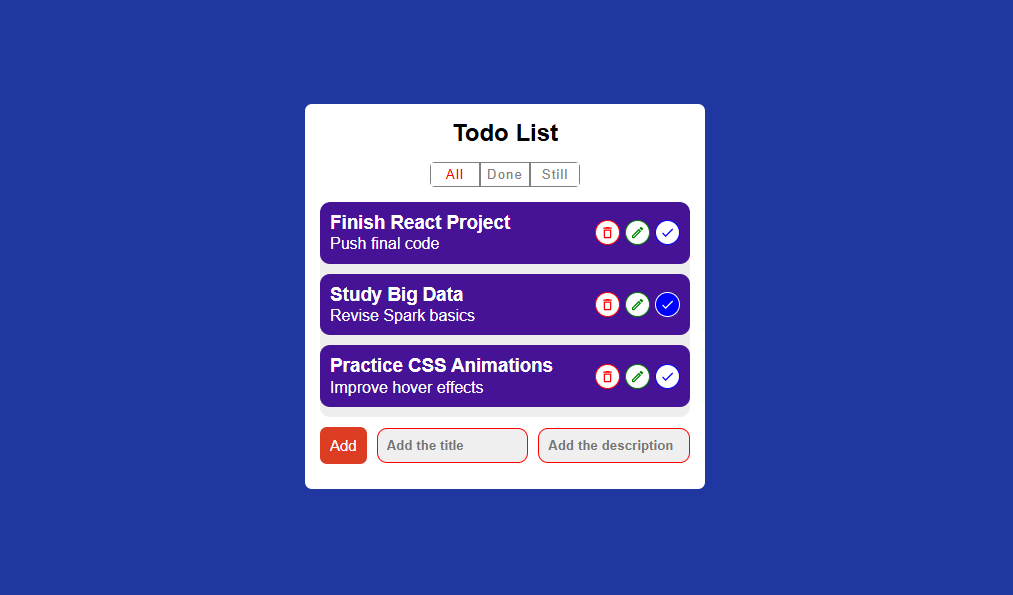 Todo List
All Done Still
Finish React Project
Push final code
Study Big Data
Revise Spark basics
Practice CSS Animations
Improve hover effects
Add Add the title Add the description